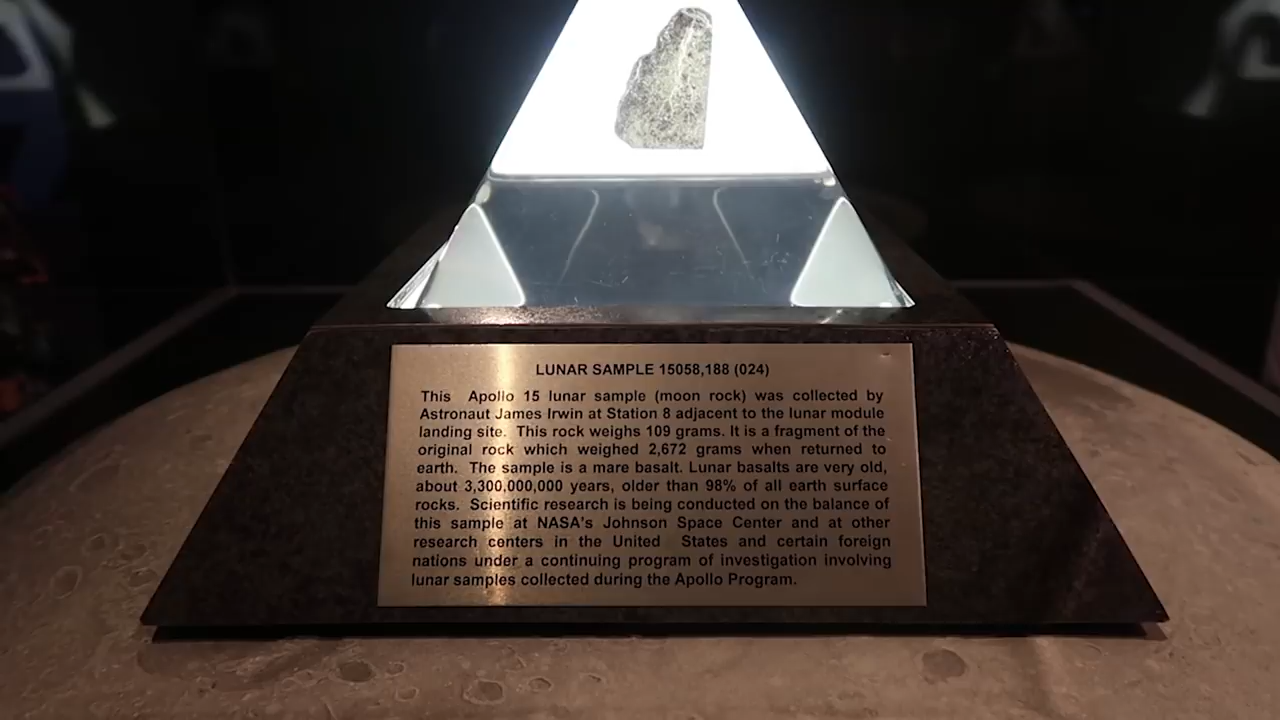 LUNAR SAMPLE 15058,188 (024)
This Apollo 15 lunar sample (moon rock) was collected by
Astronaut James Irwin at Station 8 adjacent to the lunar module
landing site. This rock weighs 109 grams. It is a fragment of the
original rock which weighed 2,672 grams when returned to
earth. The sample is a mare basalt. Lunar basalts are very old,
about 3,300,000,000 years, older than 98% of all earth surface
rocks. Scientific research is being conducted on the balance of
this sample at NASA's Johnson Space Center and at other
research centers in the United States and certain foreign
nations under a continuing program of investigation involving
lunar samples collected during the Apollo Program.